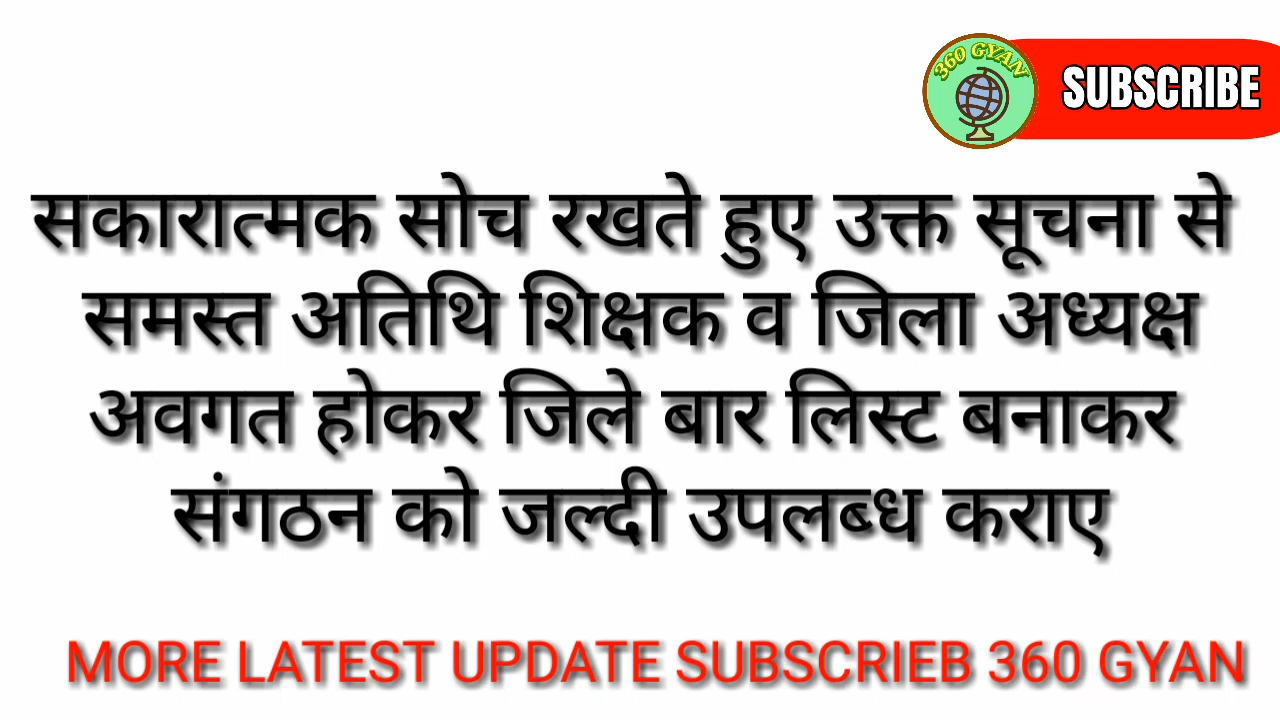 360 GYAN
SUBSCRIBE
सकारात्मक सोच रखते हुए उक्त सूचना से
समस्त अतिथि शिक्षक व जिला अध्यक्ष
अवगत होकर जिले बार लिस्ट बनाकर
संगठन को जल्दी उपलब्ध कराए
MORE LATEST UPDATE SUBSCRIEB 360 GYAN